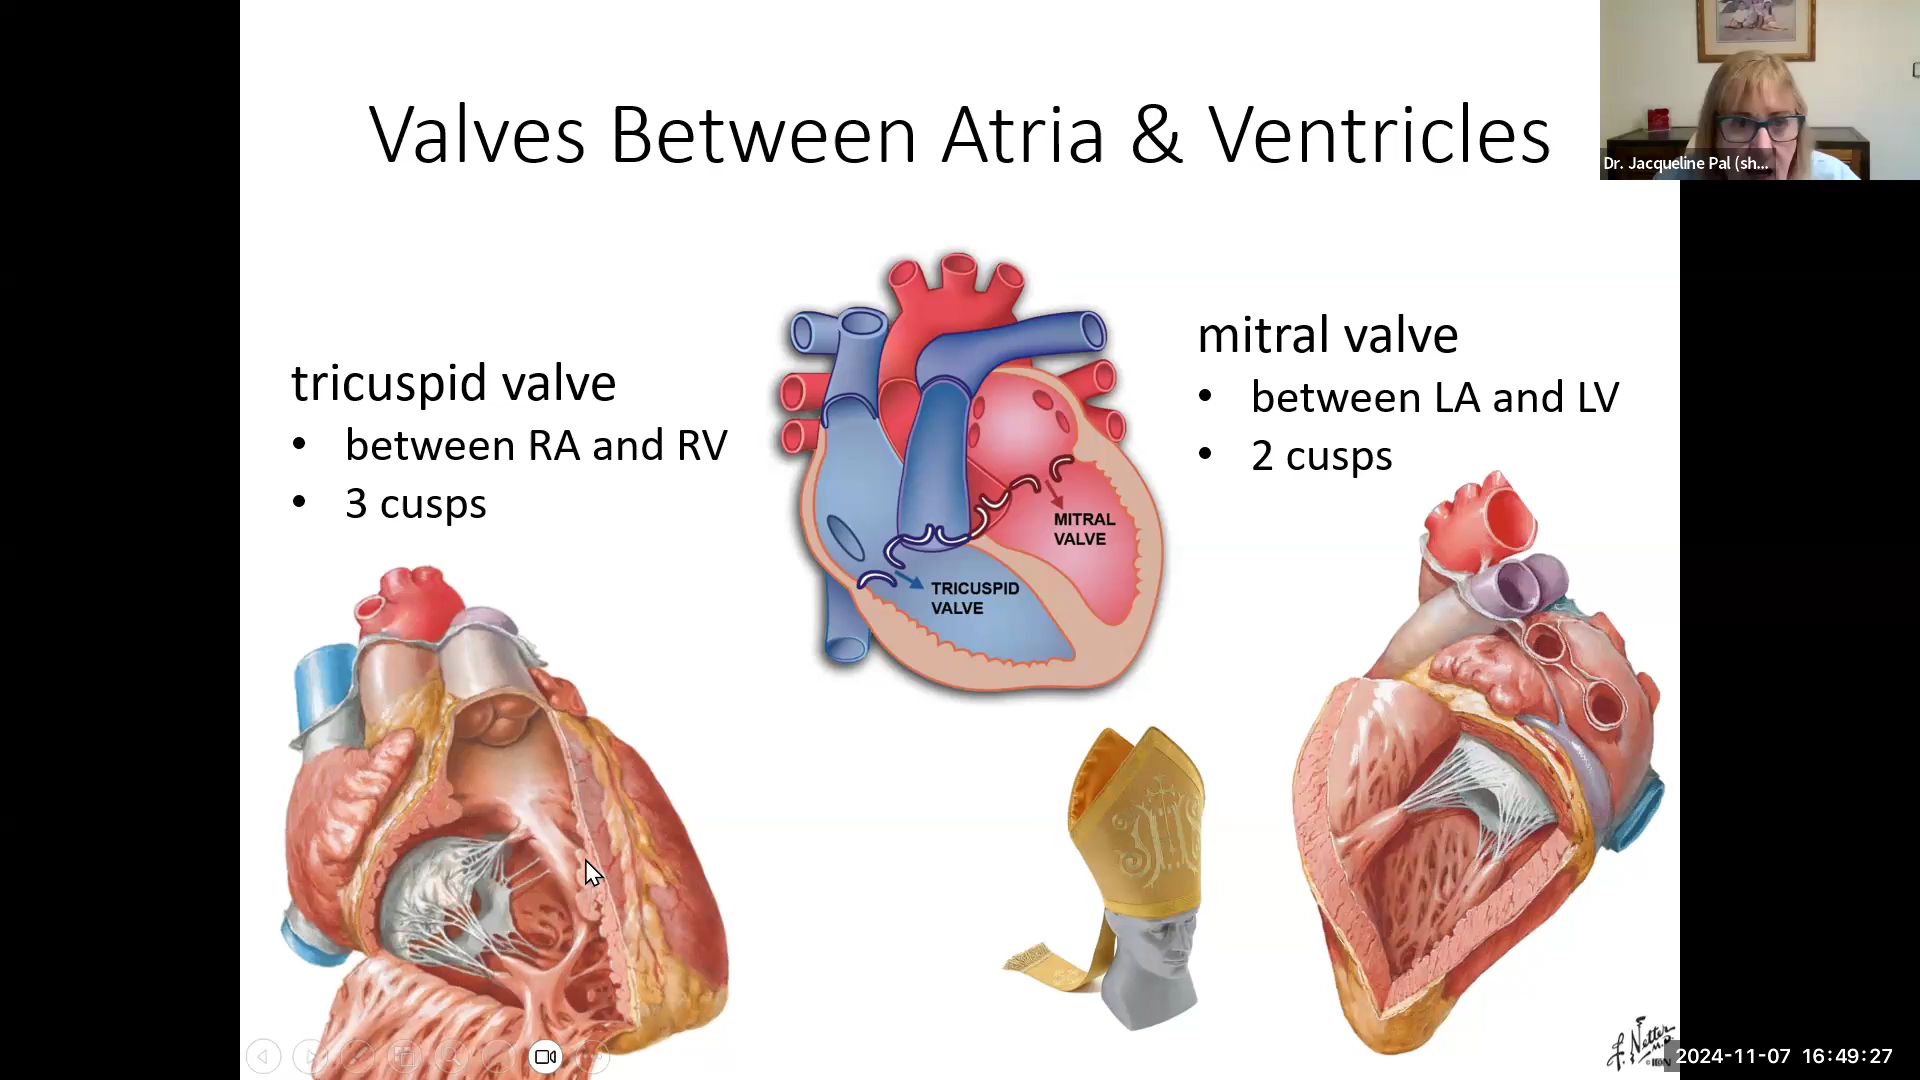 Valves Between Atria & Ventricles
Dr. Jacqueline Pal (sh...
tricuspid valve
• between RA and RV
• 3 cusps
mitral valve
• between LA and LV
• 2 cusps
MITRAL
VALVE
TRICUSPID
VALVE
f. Netter
M.D.
2024-11-07 16:49:27